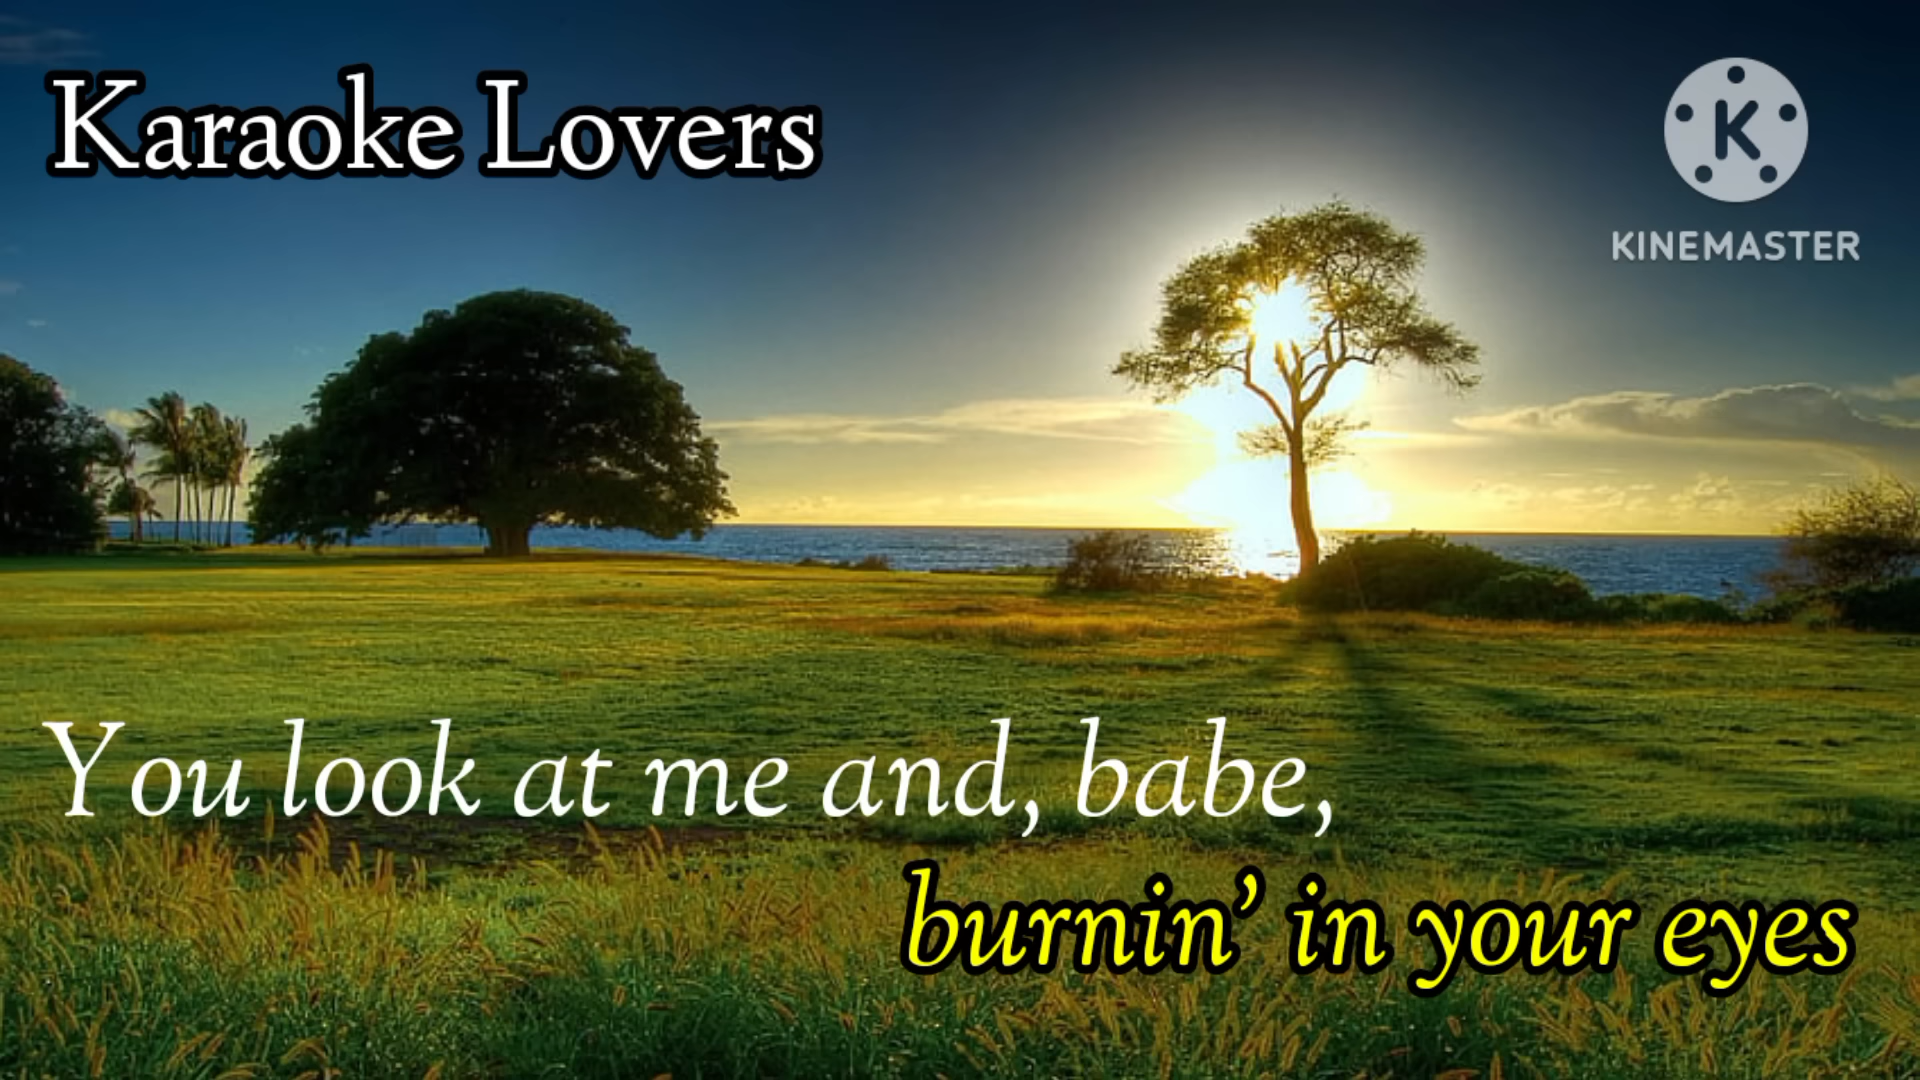 Karaoke Lovers
K
KINEMASTER
You look at me and, babe,
burnin’ in your eyes